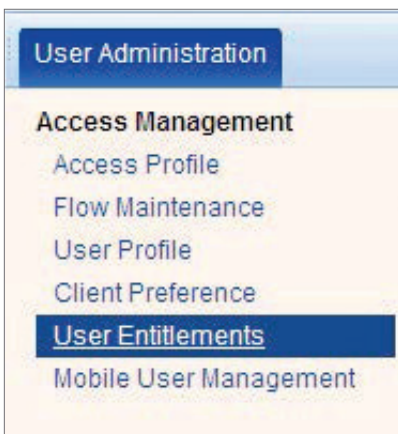 User Administration
Access Management
Access Profile
Flow Maintenance
User Profile
Client Preference
User Entitlements
Mobile User Management